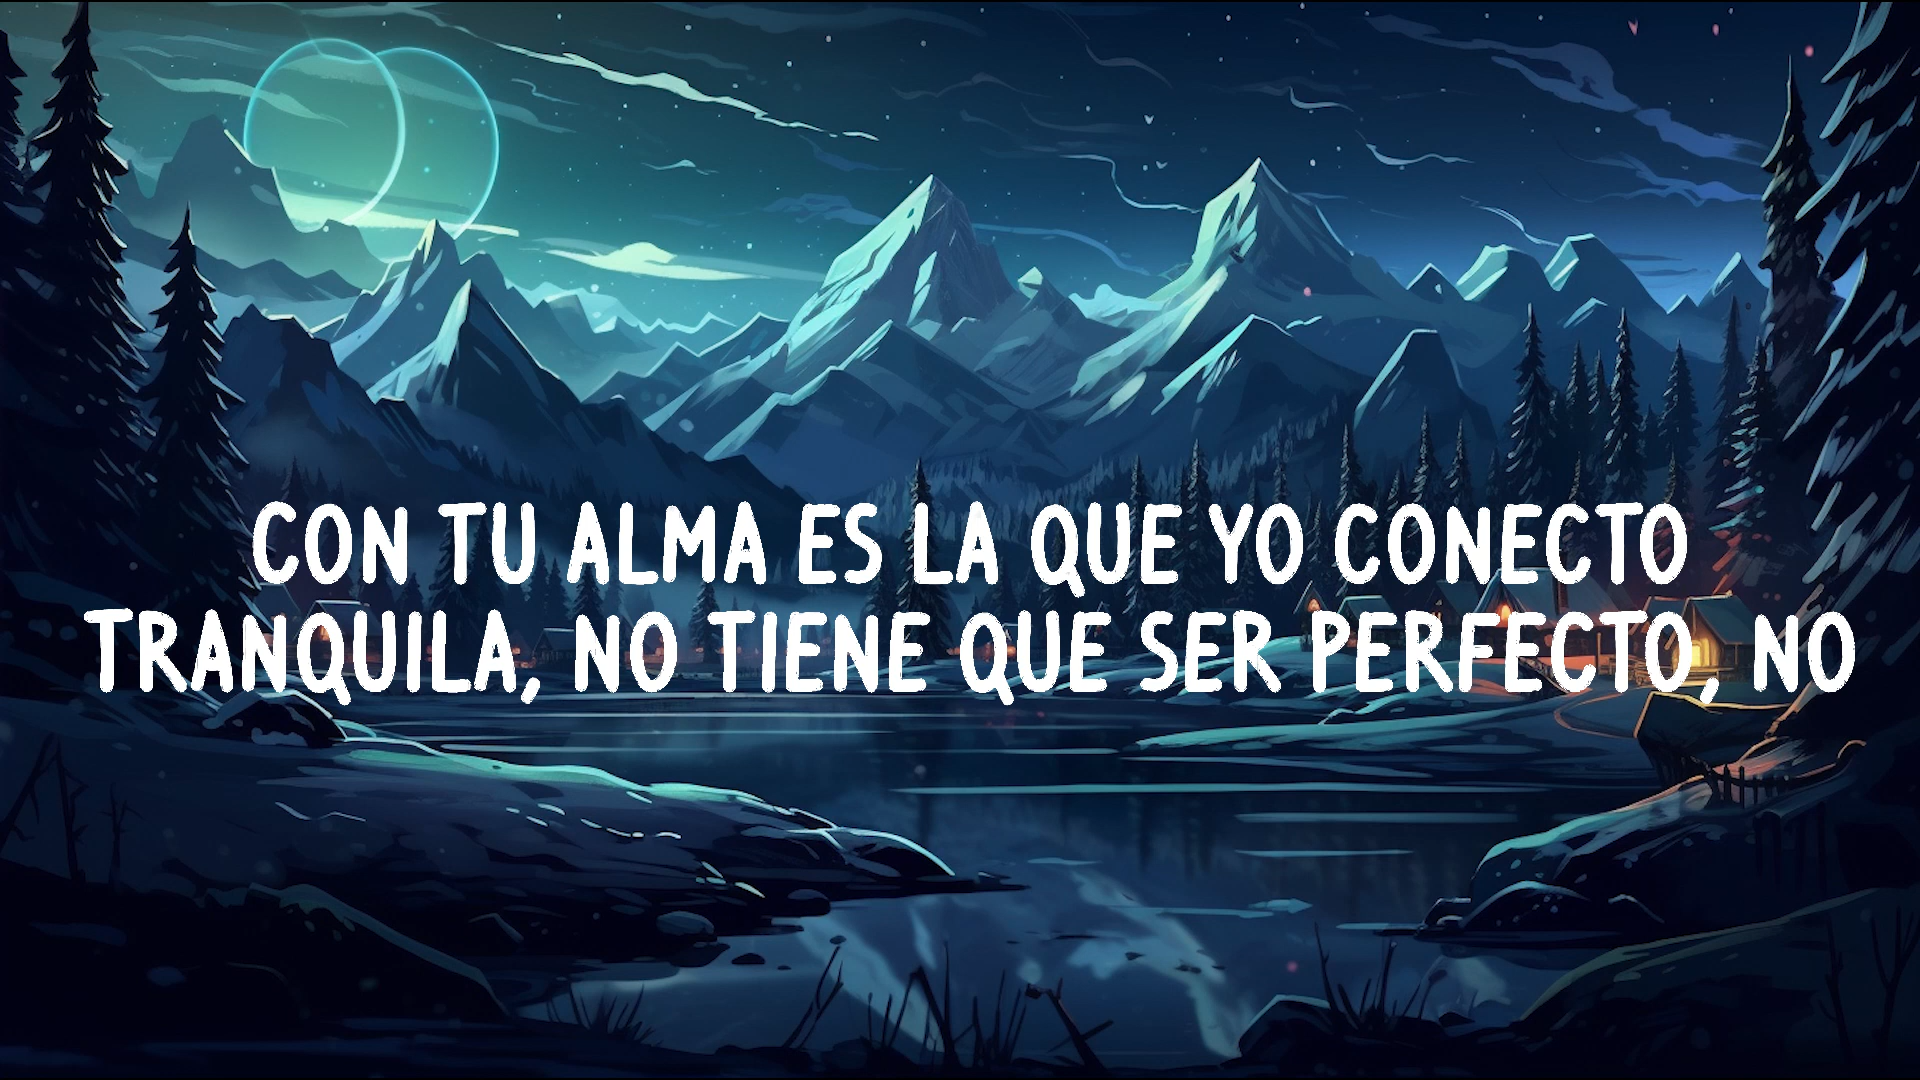 CON TU ALMA ES LA QUE YO CONECTO
TRANQUILA, NO TIENE QUE SER PERFECTO, NO